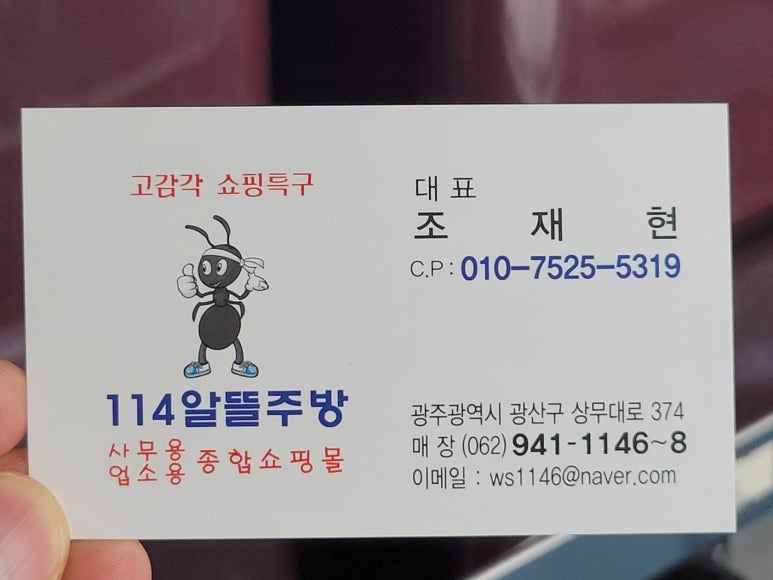 고감각 쇼핑특구
114알뜰주방
사무용
업소용
종합쇼핑몰
대표
조재현
C.P : 010-7525-5319
광주광역시 광산구 상무대로 374
매 장 (062) 941-1146~8
이메일 : ws1146@naver.com